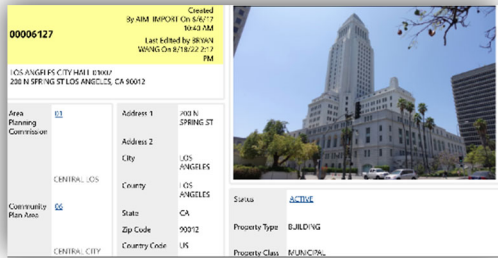 00006127
Created
By AIM_IMPORT On 6/6/17
10:43 AM
Last Edited by BRYAN
WANG On 8/18/22 2:17
PM
LOS ANGELES CITY HALL 01007
200 N SPRING ST LOS ANGELES, CA 90012
Area
Planning
Commission
01
CENTRAL LOS
Community
Plan Area
06
CENTRAL CITY
Address 1
200 N
SPRING ST
Address 2
City
LOS
ANGELES
County
LOS
ANGELES
State
CA
Zip Code
90012
Country Code
US
Status
ACTIVE
Property Type
BUILDING
Property Class
MUNICIPAL